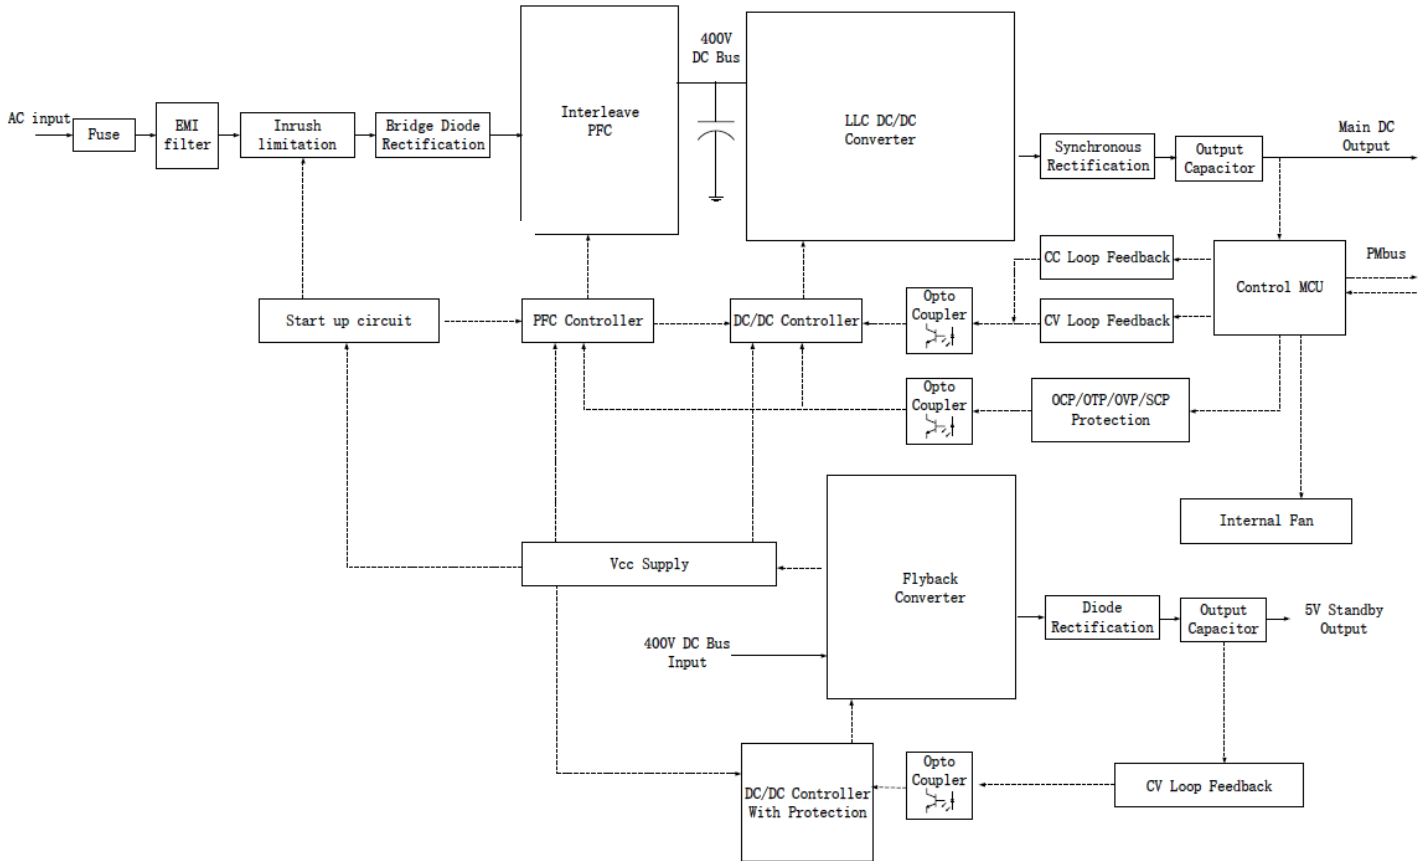 400V
DC Bus
AC input
Fuse
EMI
filter
Inrush
limitation
Bridge Diode
Rectification
Interleave
PFC
LLC DC/DC
Converter
Synchronous
Rectification
Output
Capacitor
Main DC
Output
CC Loop Feedback
PMbus
Control MCU
Start up circuit
PFC Controller
DC/DC Controller
Opto
Coupler
CV Loop Feedback
Opto
Coupler
OCP/OTP/OVP/SCP
Protection
Internal Fan
Vcc Supply
Flyback
Converter
Diode
Rectification
Output
Capacitor
5V Standby
Output
400V DC Bus
Input
DC/DC Controller
With Protection
Opto
Coupler
CV Loop Feedback